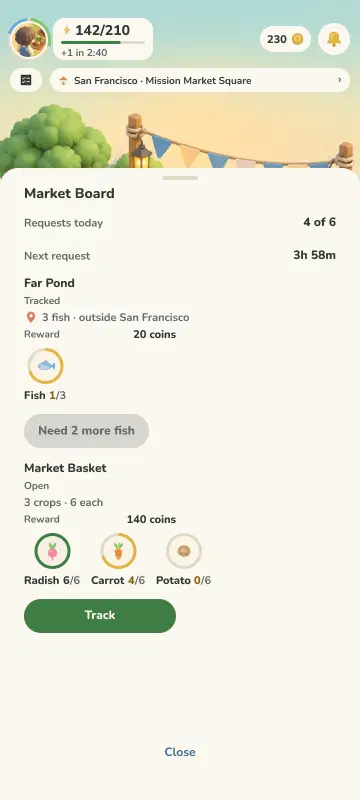 142/210
+1 in 2:40
230
San Francisco · Mission Market Square ›
Market Board
Requests today 4 of 6
Next request 3h 58m
Far Pond
Tracked
3 fish · outside San Francisco
Reward 20 coins
Fish 1/3
Need 2 more fish
Market Basket
Open
3 crops · 6 each
Reward 140 coins
Radish 6/6 Carrot 4/6 Potato 0/6
Track
Close